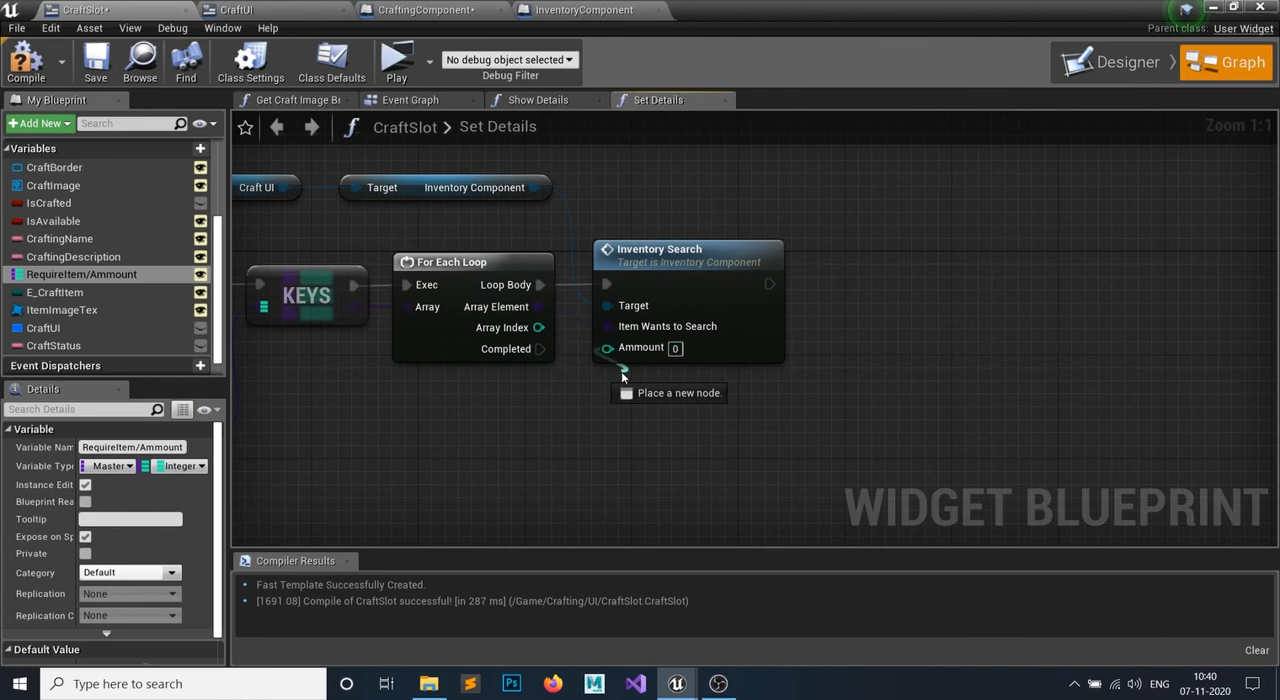 CraftSlot*
CraftUI
CraftingComponent*
InventoryComponent
File Edit Asset View Debug Window Help
Parent class: User Widget
Compile
Save
Browse
Find
Class Settings
Class Defaults
Play
No debug object selected
Debug Filter
Designer
Graph
My Blueprint
Get Craft Image Br
Event Graph
Show Details
Set Details
Add New
Search
CraftSlot > Set Details
Zoom 1:1
Variables
CraftBorder
CraftImage
IsCrafted
IsAvailable
CraftingName
CraftingDescription
RequireItem/Ammount
E_CraftItem
ItemImageTex
CraftUI
CraftStatus
Event Dispatchers
Craft UI
Target Inventory Component
KEYS
For Each Loop
Exec Loop Body
Array Array Element
Array Index
Completed
Inventory Search
Target is Inventory Component
Target
Item Wants to Search
Ammount 0
Place a new node.
WIDGET BLUEPRINT
Details
Search Details
Variable
Variable Nam RequireItem/Ammount
Variable Type Master Integer
Instance Edit
Blueprint Rea
Tooltip
Expose on Sp
Private
Category Default
Replication None
Replication C None
Default Value
Compiler Results
Fast Template Successfully Created.
[1691.08] Compile of CraftSlot successful! [in 287 ms] (/Game/Crafting/UI/CraftSlot.CraftSlot)
Clear
Type here to search
ENG
10:40
07-11-2020